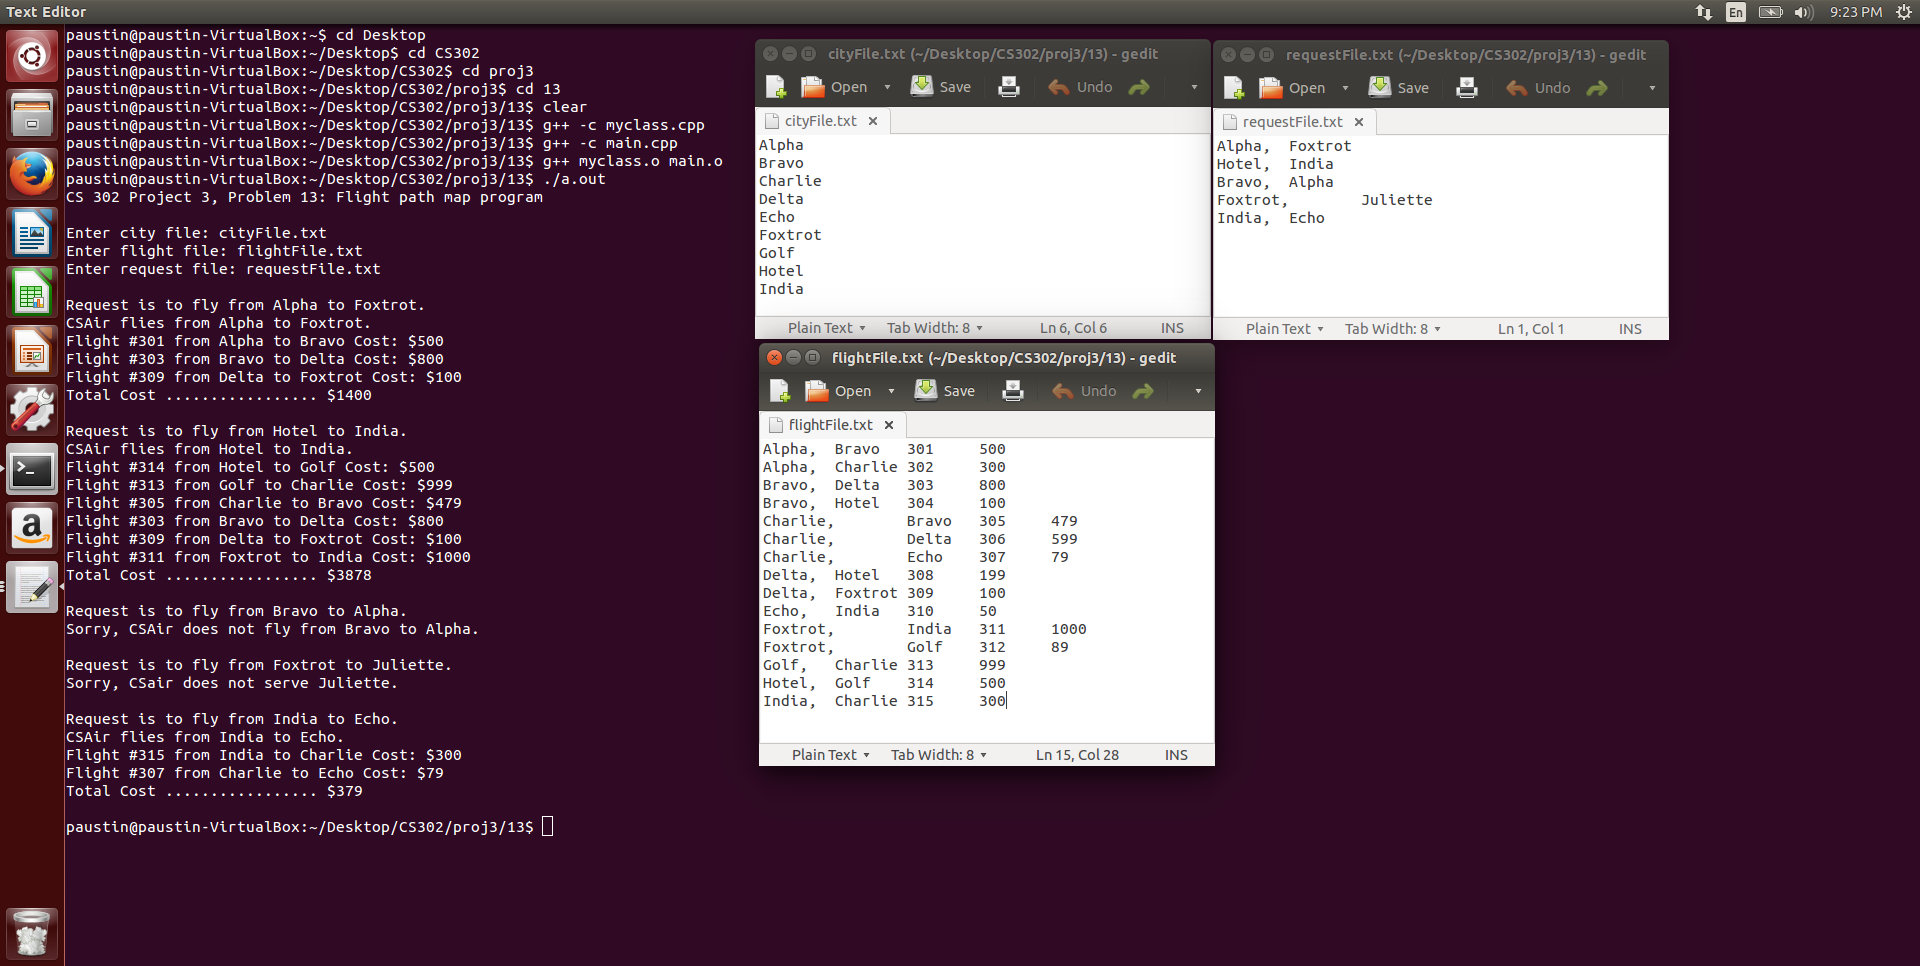 Text Editor
En
9:23 PM
paustin@paustin-VirtualBox:~$ cd Desktop
paustin@paustin-VirtualBox:~/Desktop$ cd CS302
paustin@paustin-VirtualBox:~/Desktop/CS302$ cd proj3
paustin@paustin-VirtualBox:~/Desktop/CS302/proj3$ cd 13
paustin@paustin-VirtualBox:~/Desktop/CS302/proj3/13$ clear
paustin@paustin-VirtualBox:~/Desktop/CS302/proj3/13$ g++ -c myclass.cpp
paustin@paustin-VirtualBox:~/Desktop/CS302/proj3/13$ g++ -c main.cpp
paustin@paustin-VirtualBox:~/Desktop/CS302/proj3/13$ g++ myclass.o main.o
paustin@paustin-VirtualBox:~/Desktop/CS302/proj3/13$ ./a.out
CS 302 Project 3, Problem 13: Flight path map program
Enter city file: cityFile.txt
Enter flight file: flightFile.txt
Enter request file: requestFile.txt
Request is to fly from Alpha to Foxtrot.
CSAir flies from Alpha to Foxtrot.
Flight #301 from Alpha to Bravo Cost: $500
Flight #303 from Bravo to Delta Cost: $800
Flight #309 from Delta to Foxtrot Cost: $100
Total Cost ................. $1400
Request is to fly from Hotel to India.
CSAir flies from Hotel to India.
Flight #314 from Hotel to Golf Cost: $500
Flight #313 from Golf to Charlie Cost: $999
Flight #305 from Charlie to Bravo Cost: $479
Flight #303 from Bravo to Delta Cost: $800
Flight #309 from Delta to Foxtrot Cost: $100
Flight #311 from Foxtrot to India Cost: $1000
Total Cost ................. $3878
Request is to fly from Bravo to Alpha.
Sorry, CSAir does not fly from Bravo to Alpha.
Request is to fly from Foxtrot to Juliette.
Sorry, CSair does not serve Juliette.
Request is to fly from India to Echo.
CSAir flies from India to Echo.
Flight #315 from India to Charlie Cost: $300
Flight #307 from Charlie to Echo Cost: $79
Total Cost ................. $379
paustin@paustin-VirtualBox:~/Desktop/CS302/proj3/13$
cityFile.txt (~/Desktop/CS302/proj3/13) - gedit
Open Save Undo
cityFile.txt
Alpha
Bravo
Charlie
Delta
Echo
Foxtrot
Golf
Hotel
India
Plain Text Tab Width: 8 Ln 6, Col 6 INS
requestFile.txt (~/Desktop/CS302/proj3/13) - gedit
Open Save Undo
requestFile.txt
Alpha, Foxtrot
Hotel, India
Bravo, Alpha
Foxtrot, Juliette
India, Echo
Plain Text Tab Width: 8 Ln 1, Col 1 INS
flightFile.txt (~/Desktop/CS302/proj3/13) - gedit
Open Save Undo
flightFile.txt
Alpha, Bravo 301 500
Alpha, Charlie 302 300
Bravo, Delta 303 800
Bravo, Hotel 304 100
Charlie, Bravo 305 479
Charlie, Delta 306 599
Charlie, Echo 307 79
Delta, Hotel 308 199
Delta, Foxtrot 309 100
Echo, India 310 50
Foxtrot, India 311 1000
Foxtrot, Golf 312 89
Golf, Charlie 313 999
Hotel, Golf 314 500
India, Charlie 315 300
Plain Text Tab Width: 8 Ln 15, Col 28 INS